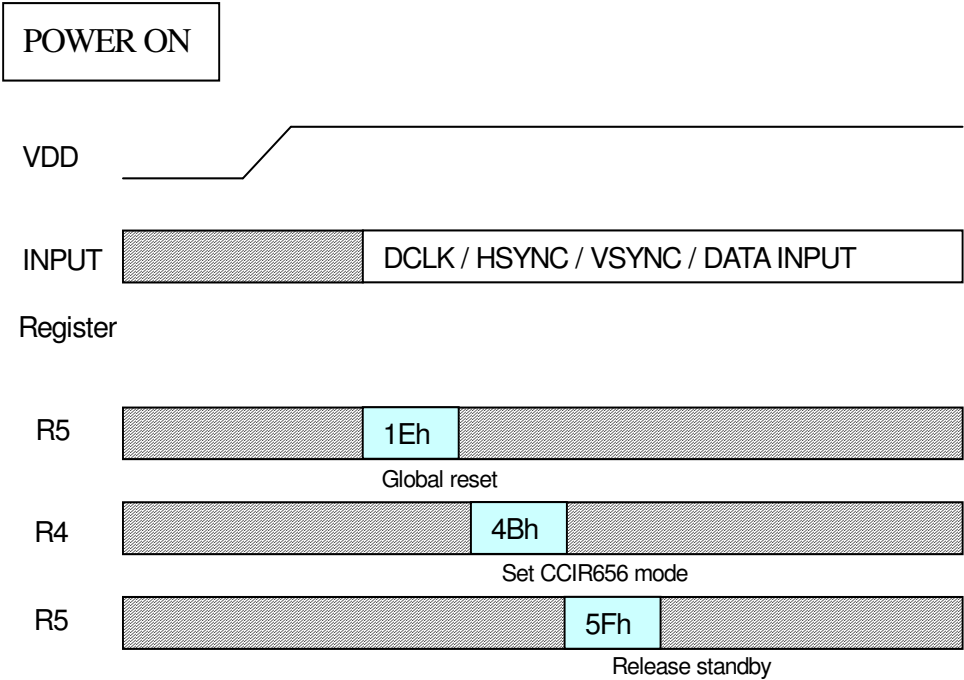 POWER ON
VDD
INPUT
DCLK / HSYNC / VSYNC / DATA INPUT
Register
R5
1Eh
Global reset
R4
4Bh
Set CCIR656 mode
R5
5Fh
Release standby